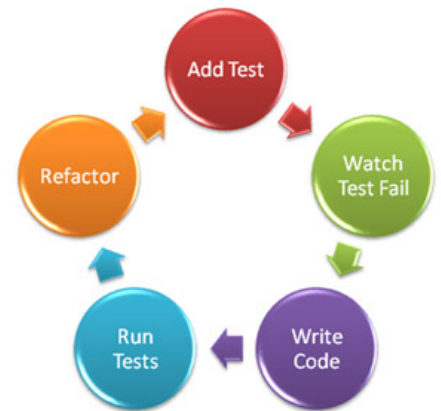 Add Test
Watch
Test Fail
Write
Code
Run
Tests
Refactor